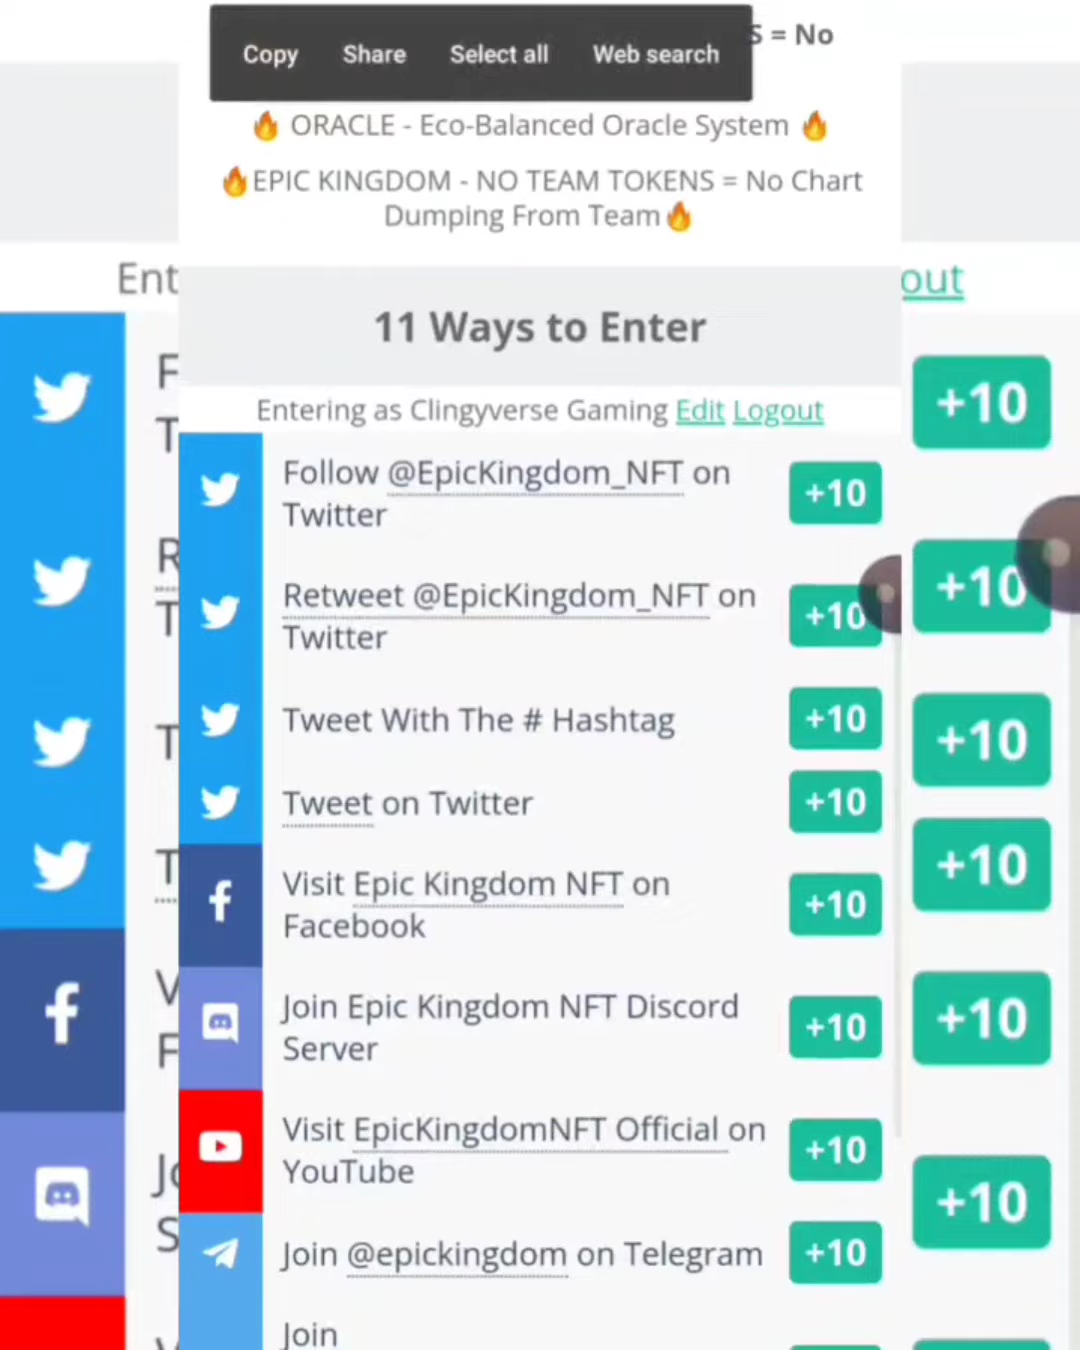 Copy Share Select all Web search
S = No
🔥 ORACLE - Eco-Balanced Oracle System 🔥
🔥EPIC KINGDOM - NO TEAM TOKENS = No Chart
Dumping From Team🔥
11 Ways to Enter
Ent
Entering as Clingyverse Gaming Edit Logout
out
Follow @EpicKingdom_NFT on
Twitter
+10
+10
Retweet @EpicKingdom_NFT on
Twitter
+10
+10
Tweet With The # Hashtag
+10
+10
Tweet on Twitter
+10
+10
Visit Epic Kingdom NFT on
Facebook
+10
+10
Join Epic Kingdom NFT Discord
Server
+10
+10
Visit EpicKingdomNFT Official on
YouTube
+10
Join @epickingdom on Telegram
+10
Join